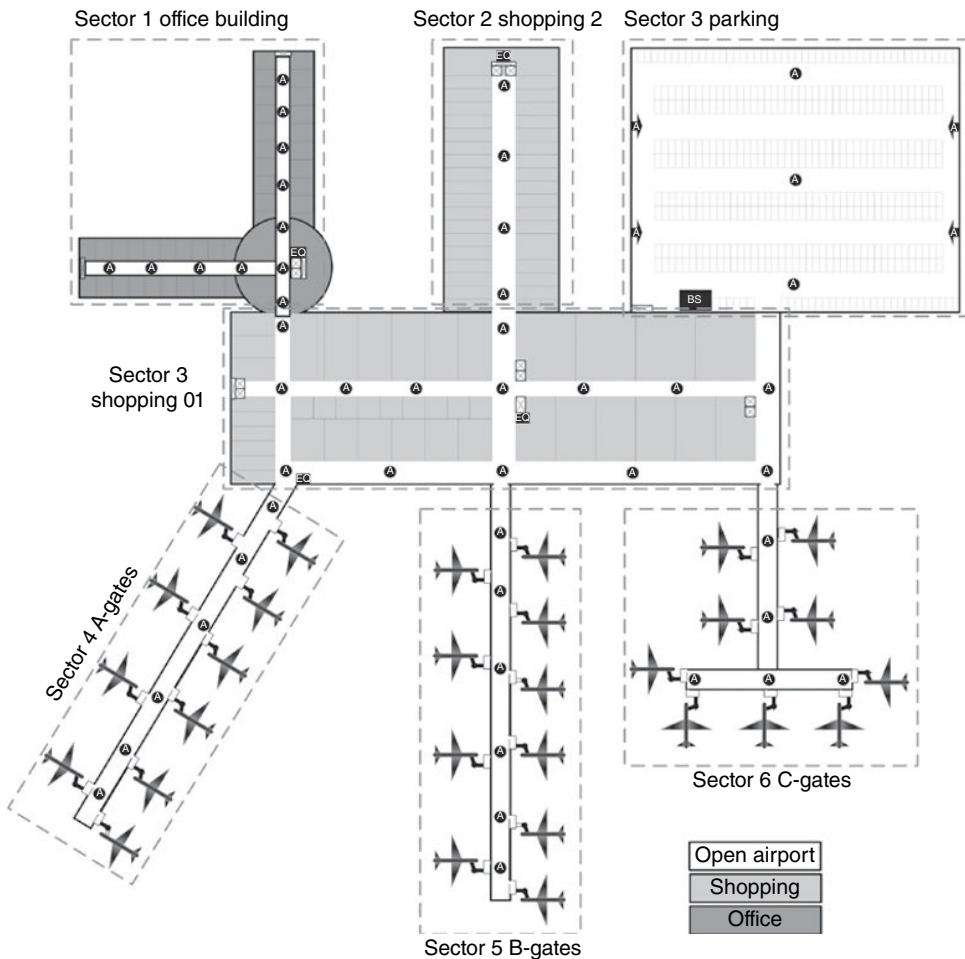 Sector 1 office building
A
A
A
A
EQ
A A A A A
A
Sector 2 shopping 2
EQ
A
A
A
A
Sector 3 parking
A
A A
A
A A
A
BS
Sector 3
shopping 01
A A
A A A A A A A
EQ
A A A A A
EQ
Sector 4 A-gates
A
A
A
A
A
A
A
A
A
A
A
A
Sector 5 B-gates
A
A
A A A
Sector 6 C-gates
Open airport
Shopping
Office